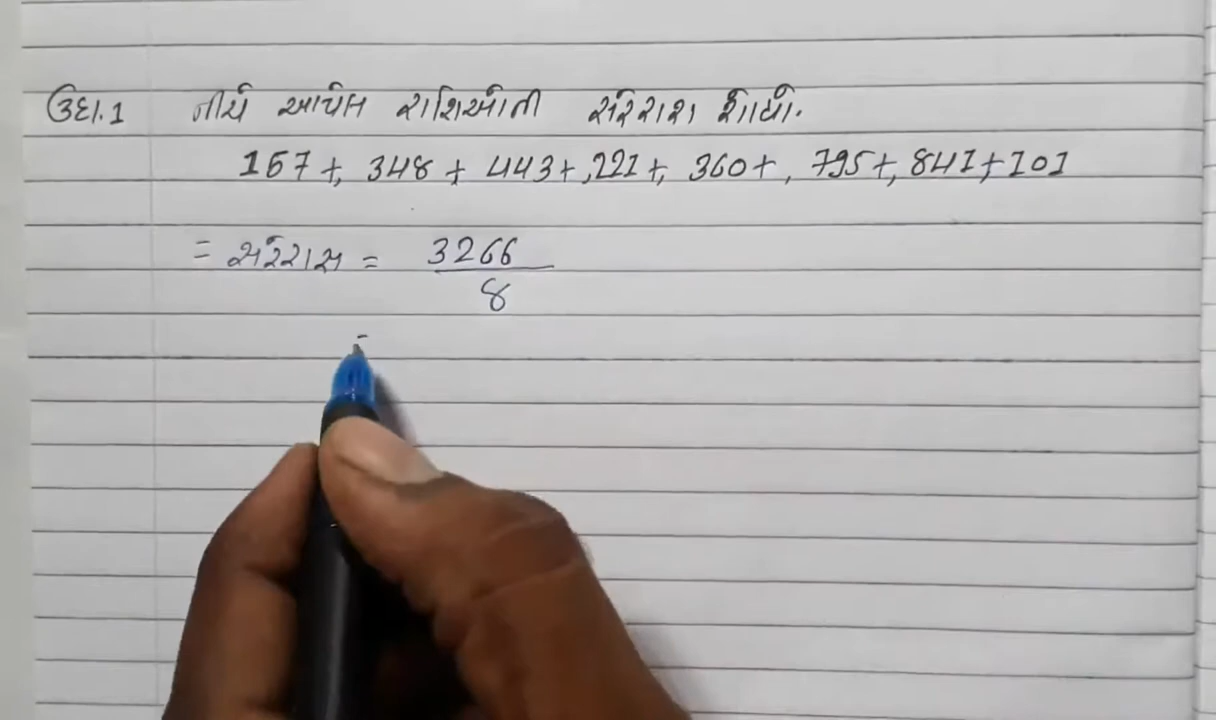 ઉદા.1 નીચે આપેલ રાશિઓની સરેરાશ શોધો.
157+, 348 + 443+, 221+, 360+, 795+, 841,+101
= સરેરાશ = 3266
8
=